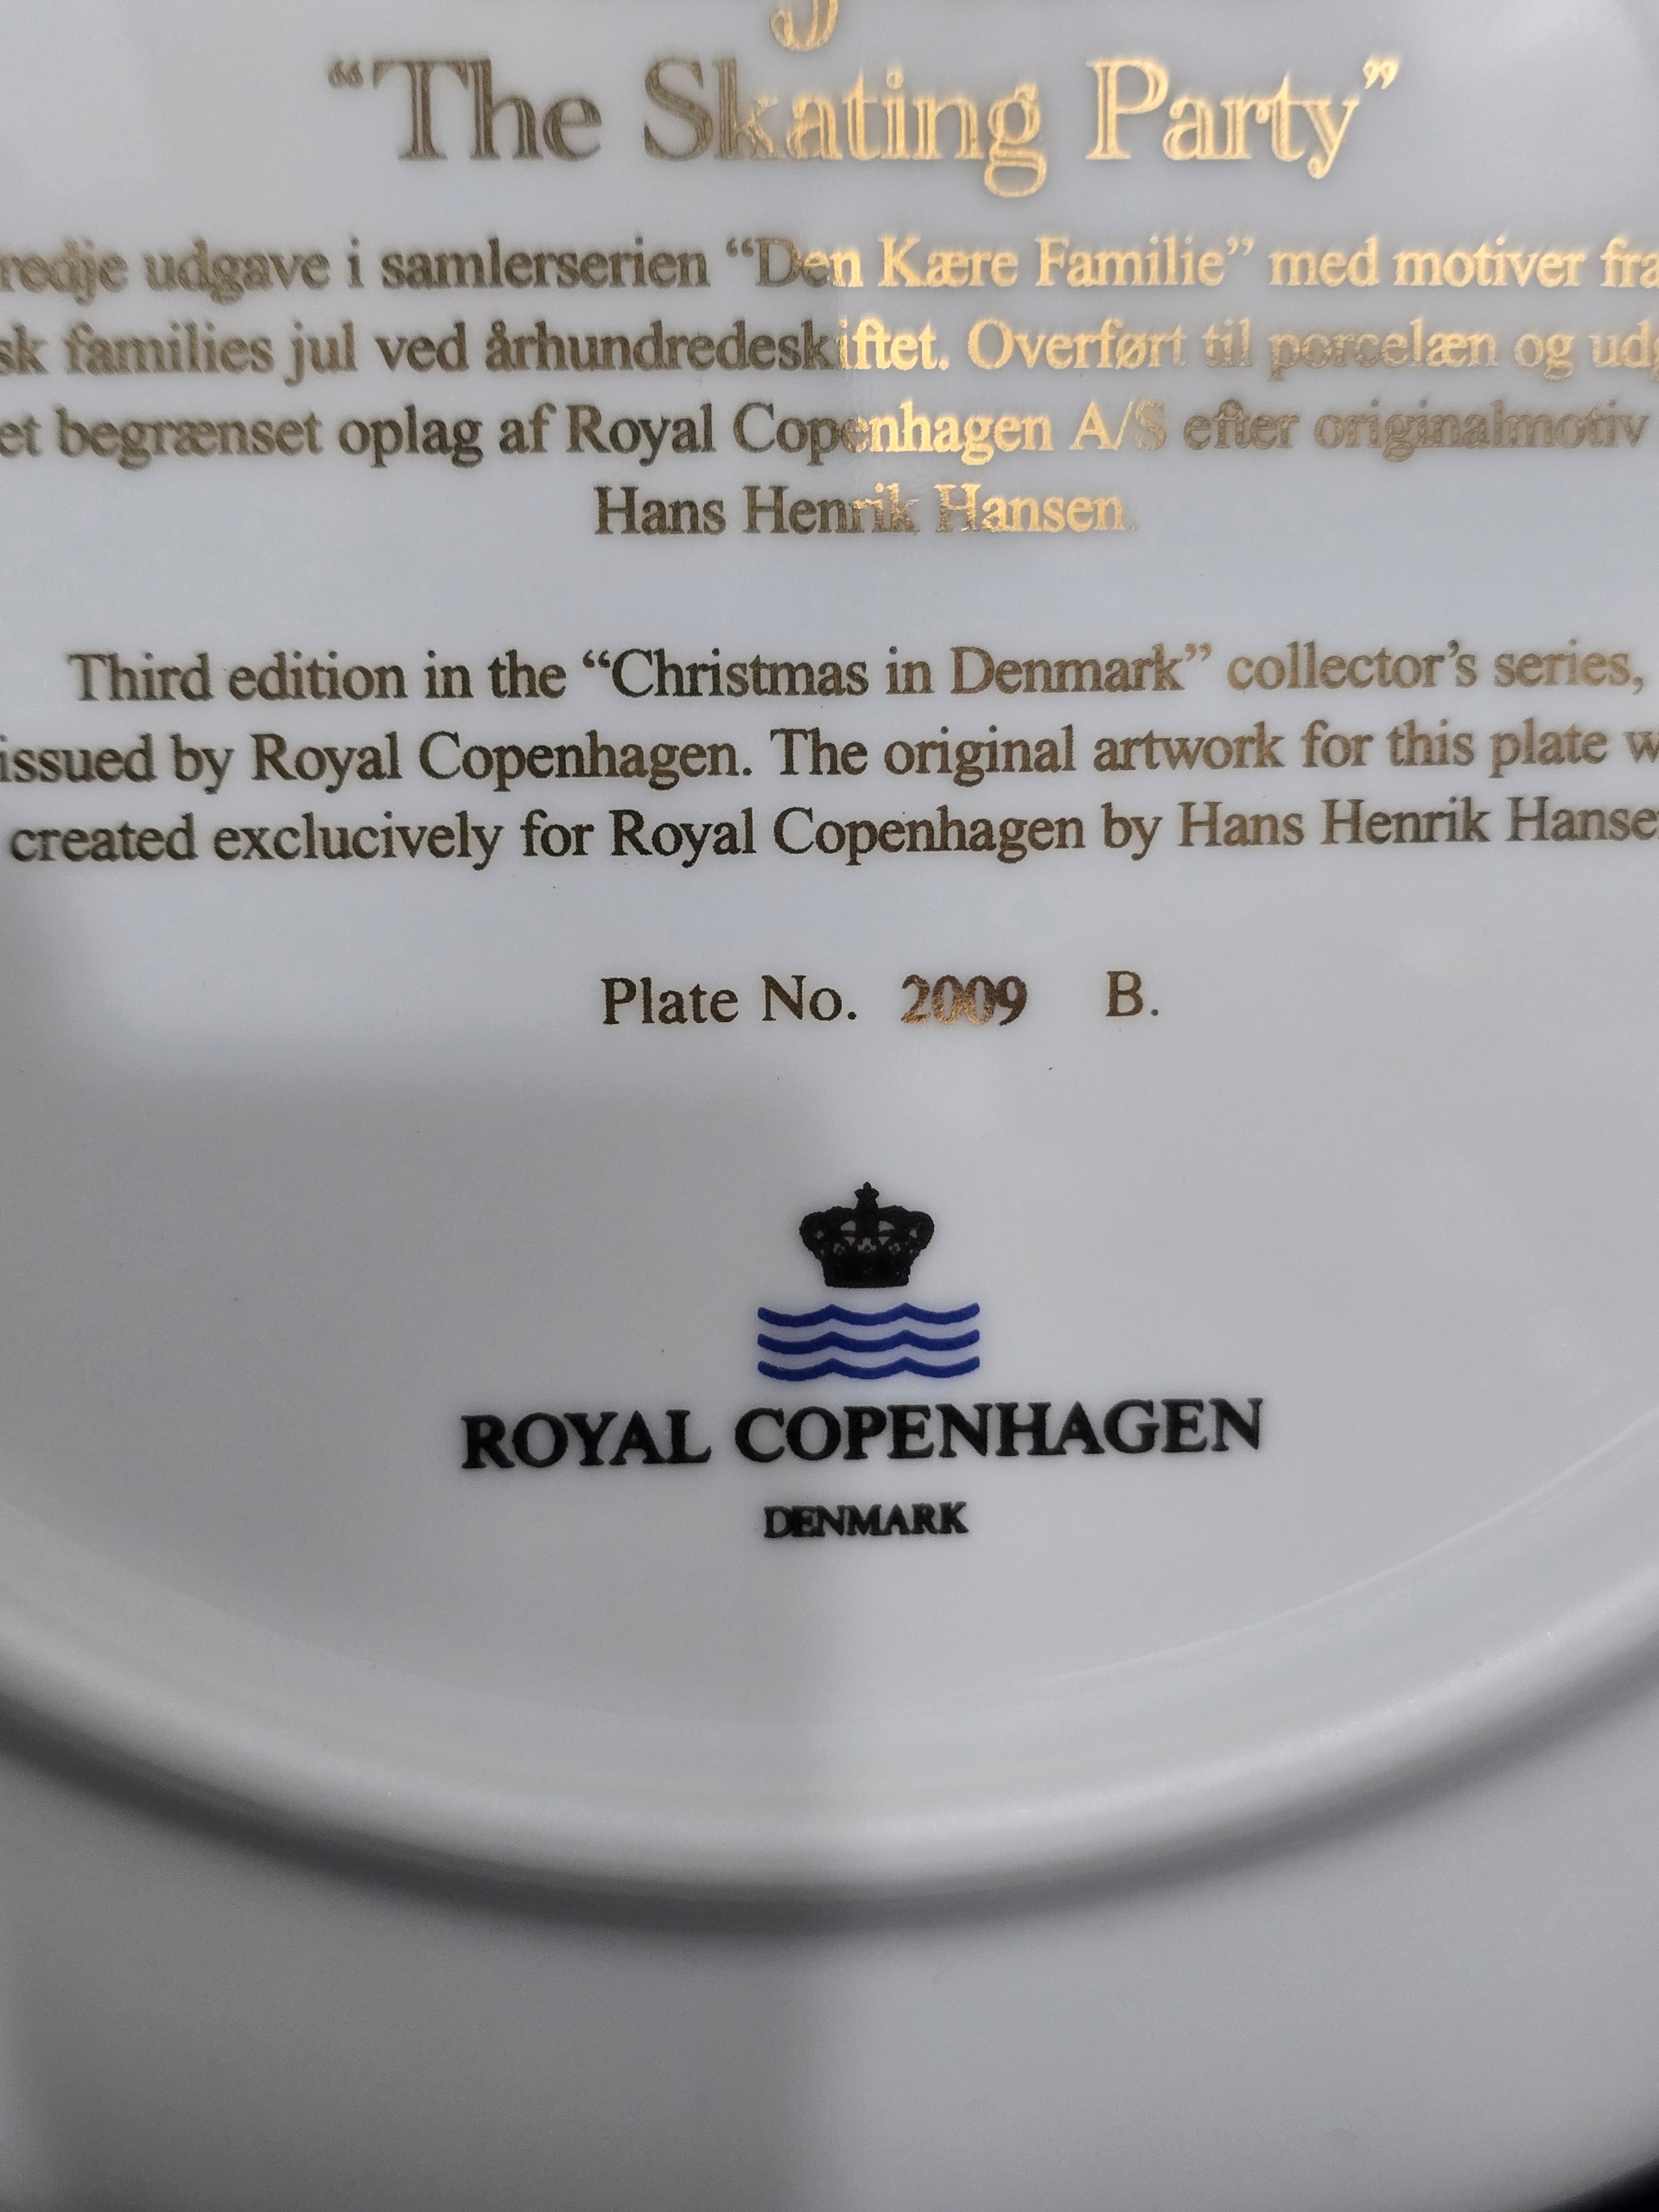 “The Skating Party”
redje udgave i samlerserien “Den Kære Familie” med motiver fra
sk families jul ved århundredeskiftet. Overført til porcelæn og udg
et begrænset oplag af Royal Copenhagen A/S efter originalmotiv
Hans Henrik Hansen.
Third edition in the “Christmas in Denmark” collector’s series,
issued by Royal Copenhagen. The original artwork for this plate w
created exclucively for Royal Copenhagen by Hans Henrik Hanse
Plate No. 2009 B.
ROYAL COPENHAGEN
DENMARK